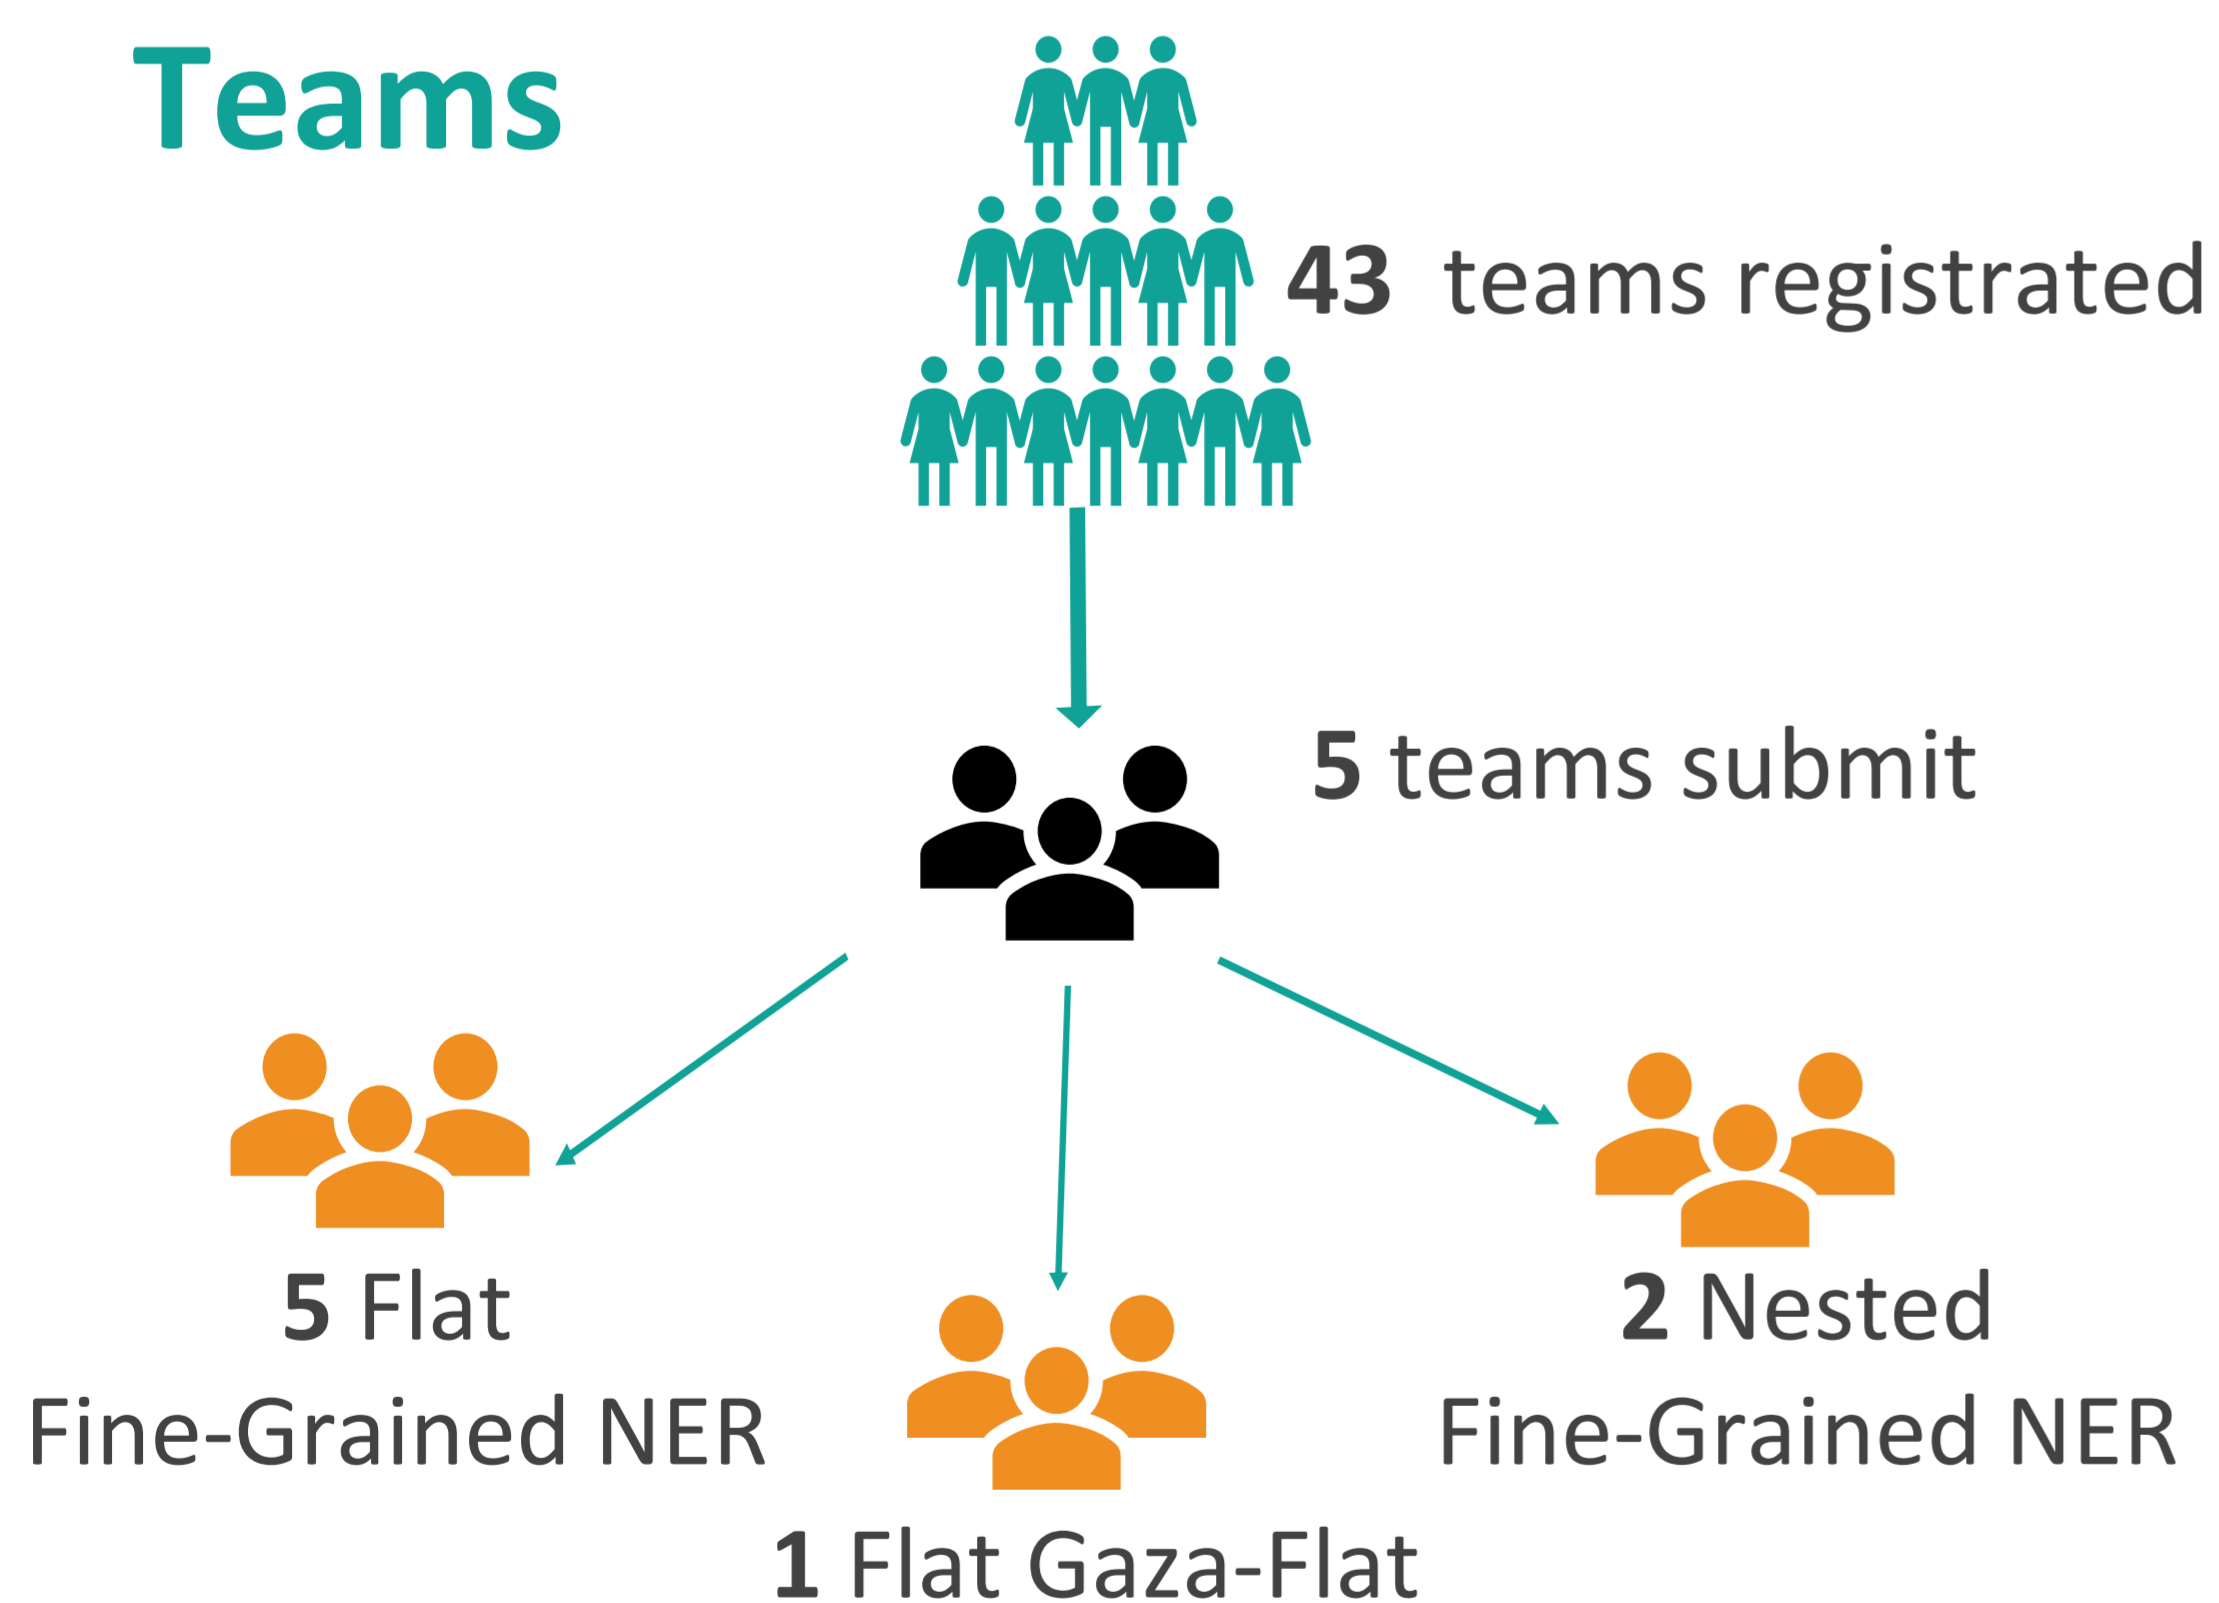 Teams
43 teams registrated
5 teams submit
5 Flat
Fine-Grained NER
1 Flat Gaza-Flat
2 Nested
Fine-Grained NER